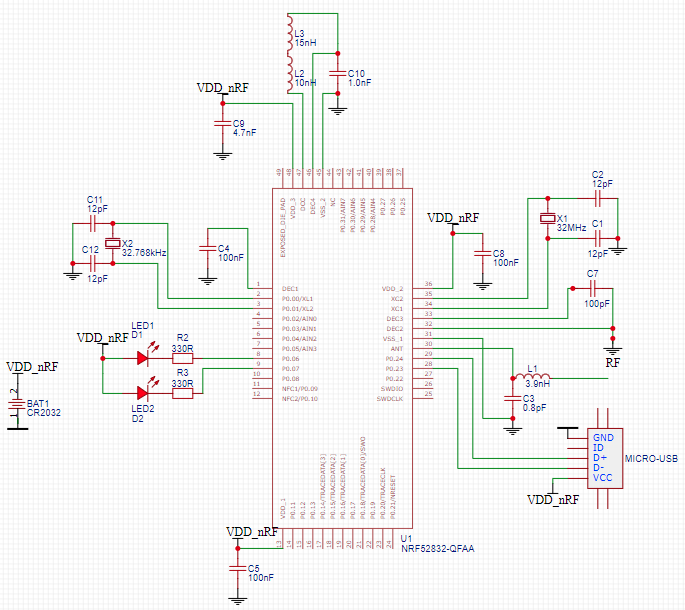 L3
15nH
L2
10nH
C10
1.0nF
VDD_nRF
C9
4.7nF
49
48
47
46
45
44
43
42
41
40
39
38
37
EXPOSED_DIE_PAD
VDD_3
DCC
DEC4
VSS_2
NC
P0.31/AIN7
P0.30/AIN6
P0.29/AIN5
P0.28/AIN4
P0.27
P0.26
P0.25
C11
12pF
X2
32.768kHz
C12
12pF
C4
100nF
VDD_nRF
C8
100nF
C2
12pF
X1
32MHz
C1
12pF
C7
100pF
RF
1
2
3
4
5
6
7
8
9
10
11
12
DEC1
P0.00/XL1
P0.01/XL2
P0.02/AIN0
P0.03/AIN1
P0.04/AIN2
P0.05/AIN3
P0.06
P0.07
P0.08
NFC1/P0.09
NFC2/P0.10
VDD_2
XC2
XC1
DEC3
DEC2
VSS_1
ANT
P0.24
P0.23
P0.22
SWDIO
SWDCLK
36
35
34
33
32
31
30
29
28
27
26
25
VDD_nRF
LED1
D1
R2
330R
R3
330R
LED2
D2
VDD_nRF
2
BAT1
CR2032
1
L1
3.9nH
C3
0.8pF
GND
ID
D+
D-
VCC
MICRO-USB
VDD_nRF
VDD_1
P0.11
P0.12
P0.13
P0.14/TRACEDATA[3]
P0.15/TRACEDATA[2]
P0.16/TRACEDATA[1]
P0.17
P0.18/TRACEDATA[0]/SWO
P0.19
P0.20/TRACECLK
P0.21/NRESET
13
14
15
16
17
18
19
20
21
22
23
24
U1
NRF52832-QFAA
VDD_nRF
C5
100nF